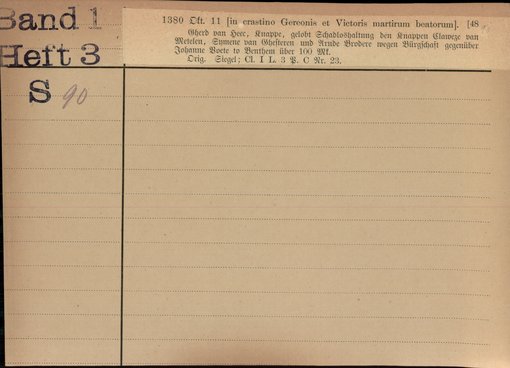 Band 1
Heft 3
S 90
1380 Okt. 11 [in crastino Gereonis et Victoris martirum beatorum]. [48
Gherd van Heec, Knappe, gelobt Schadloshaltung den Knappen Claweze van
Metelen, Symene van Ghesteren und Arnde Brodere wegen Bürgschaft gegenüber
Johanne Voete to Benthem über 100 Mk.
Orig. Siegel; Cl. I L. 3 P. C Nr. 23.